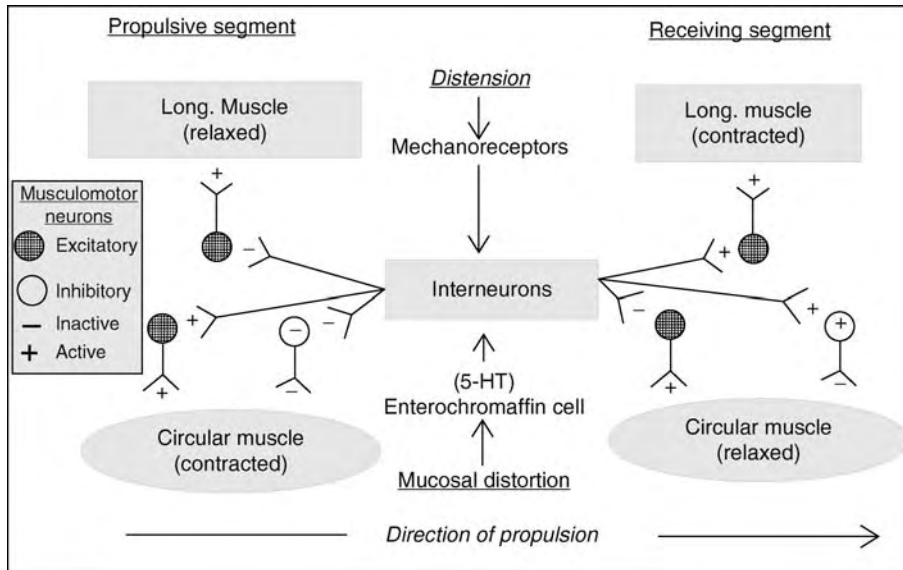 Propulsive segment
Receiving segment
Long. Muscle
(relaxed)
Distension
Mechanoreceptors
Long. muscle
(contracted)
+
+
Musculomotor
neurons
Excitatory
Inhibitory
− Inactive
+ Active
−
+
−
−
+
−
−
Interneurons
+
+
−
+
+
−
(5-HT)
Enterochromaffin cell
Mucosal distortion
Circular muscle
(contracted)
Circular muscle
(relaxed)
Direction of propulsion